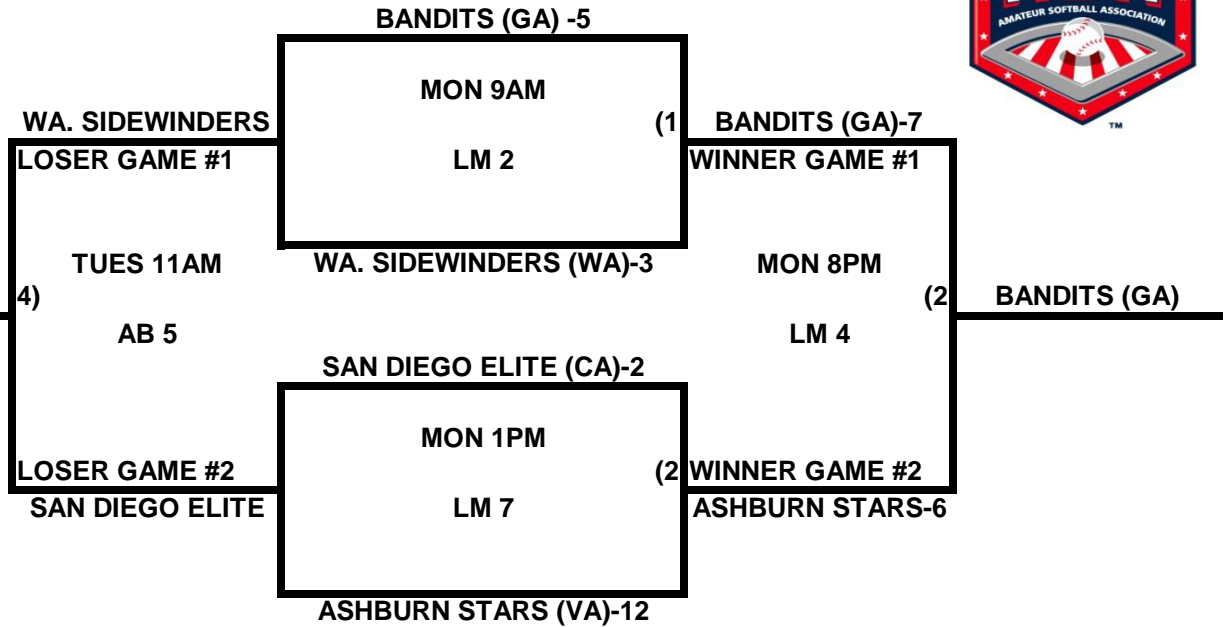 BANDITS (GA) -5
AMATEUR SOFTBALL ASSOCIATION
TM
MON 9AM
WA. SIDEWINDERS
(1
BANDITS (GA)-7
LOSER GAME #1
LM 2
WINNER GAME #1
TUES 11AM
WA. SIDEWINDERS (WA)-3
MON 8PM
4)
(2
BANDITS (GA)
AB 5
LM 4
SAN DIEGO ELITE (CA)-2
MON 1PM
LOSER GAME #2
(2
WINNER GAME #2
SAN DIEGO ELITE
LM 7
ASHBURN STARS-6
ASHBURN STARS (VA)-12